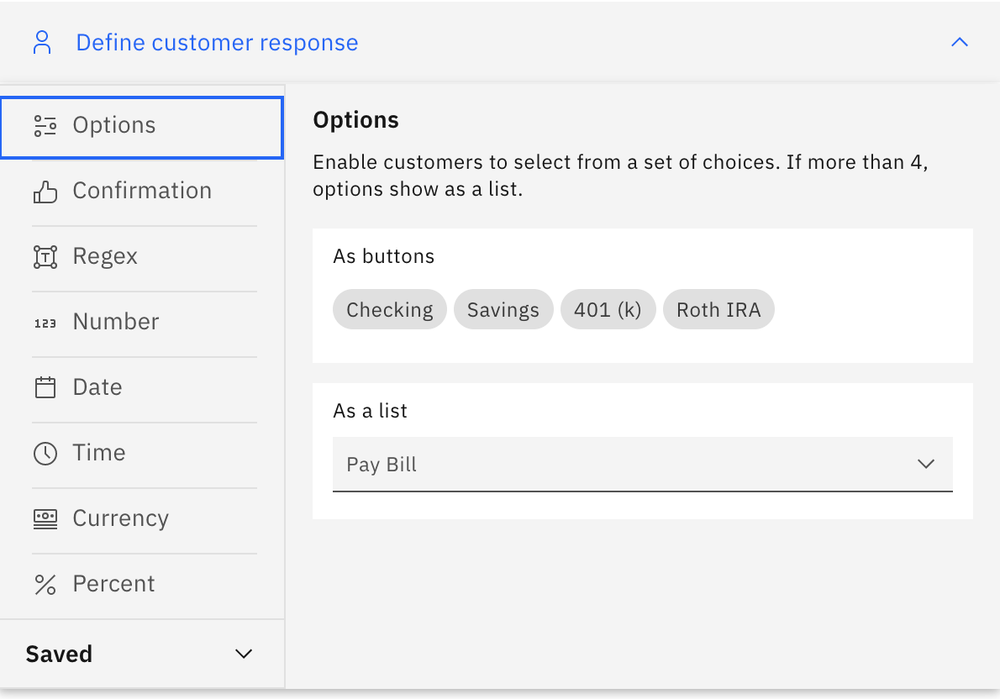 Define customer response
Options
Confirmation
Regex
123 Number
Date
Time
Currency
Percent
Saved
Options
Enable customers to select from a set of choices. If more than 4,
options show as a list.
As buttons
Checking Savings 401 (k) Roth IRA
As a list
Pay Bill